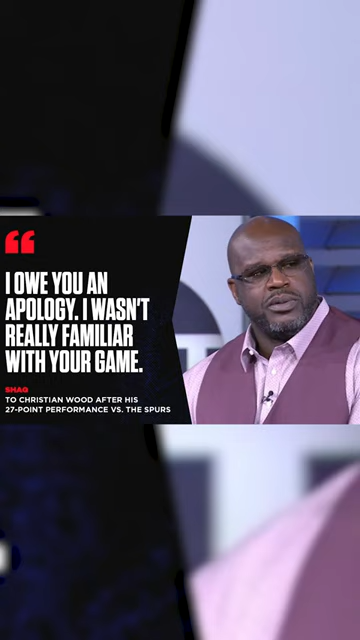 “
I OWE YOU AN
APOLOGY. I WASN'T
REALLY FAMILIAR
WITH YOUR GAME.
SHAQ
TO CHRISTIAN WOOD AFTER HIS
27-POINT PERFORMANCE VS. THE SPURS